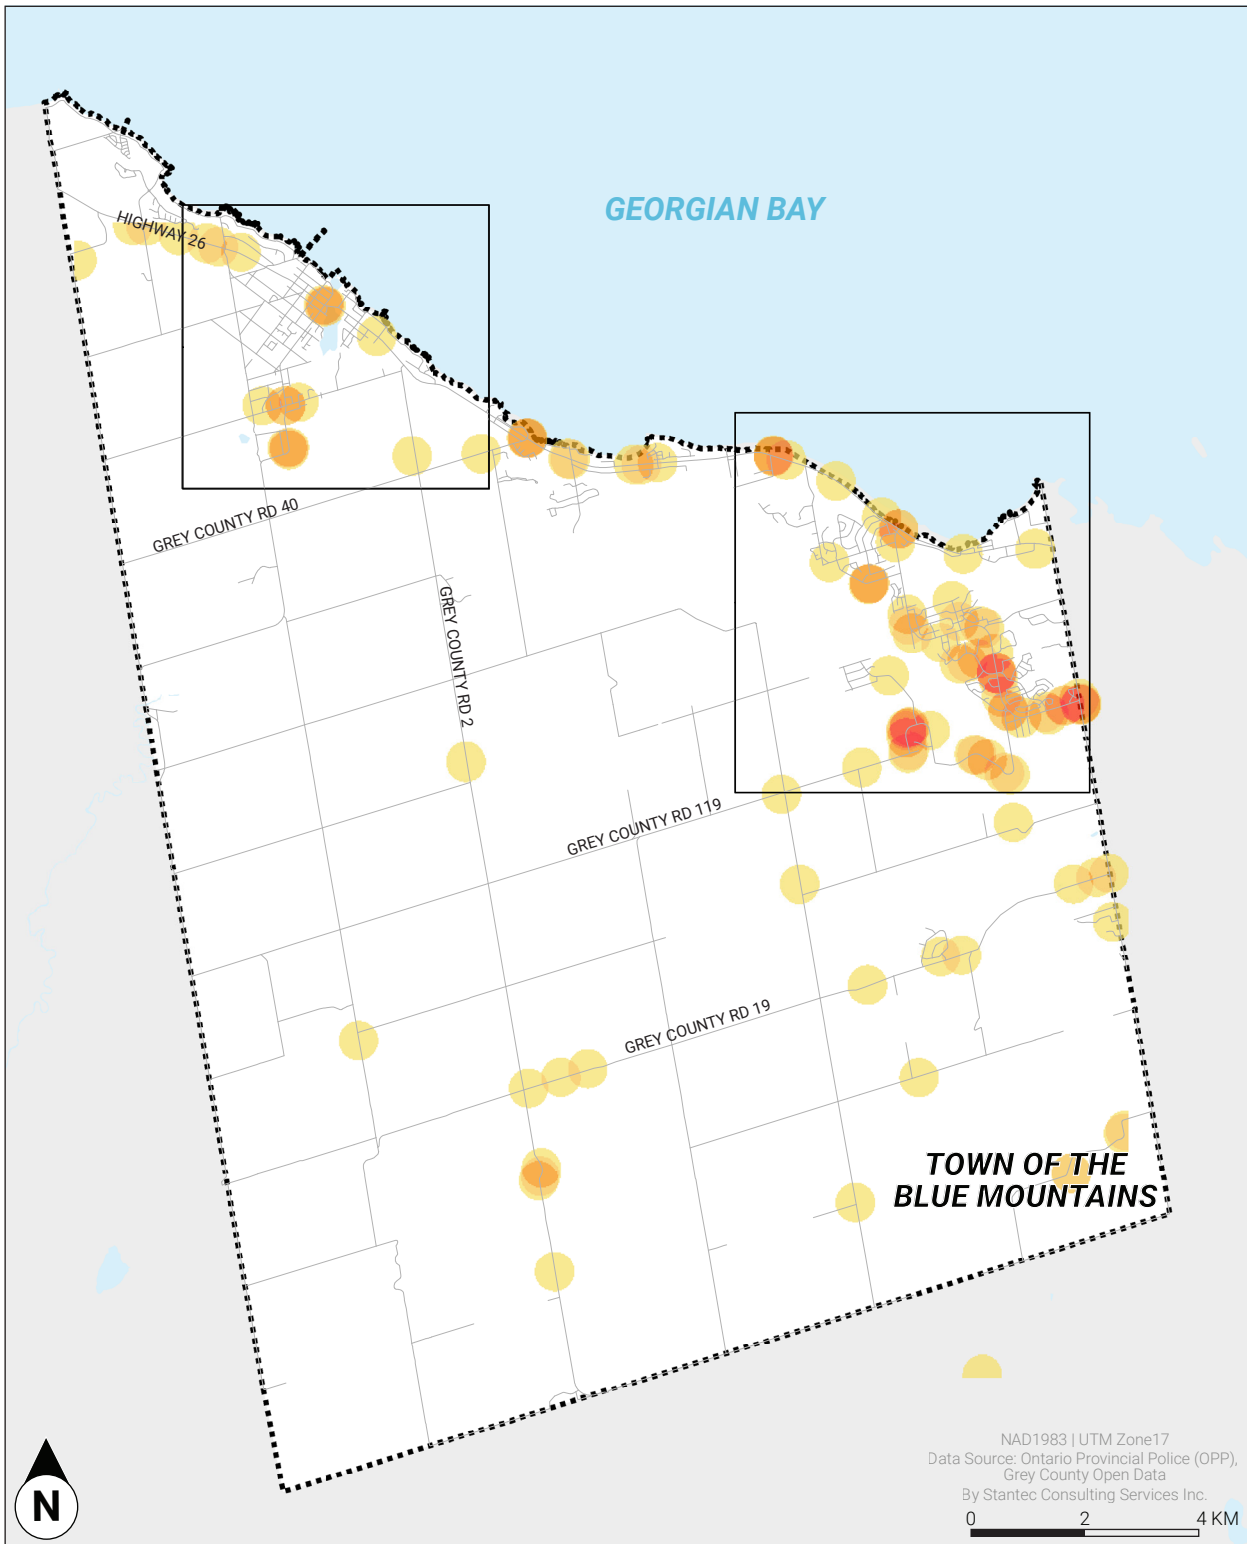 GEORGIAN BAY
HIGHWAY 26
GREY COUNTY RD 40
GREY COUNTY RD 2
GREY COUNTY RD 119
GREY COUNTY RD 19
TOWN OF THE
BLUE MOUNTAINS
N
NAD1983 | UTM Zone17
Data Source: Ontario Provincial Police (OPP),
Grey County Open Data
By Stantec Consulting Services Inc.
0 2 4 KM